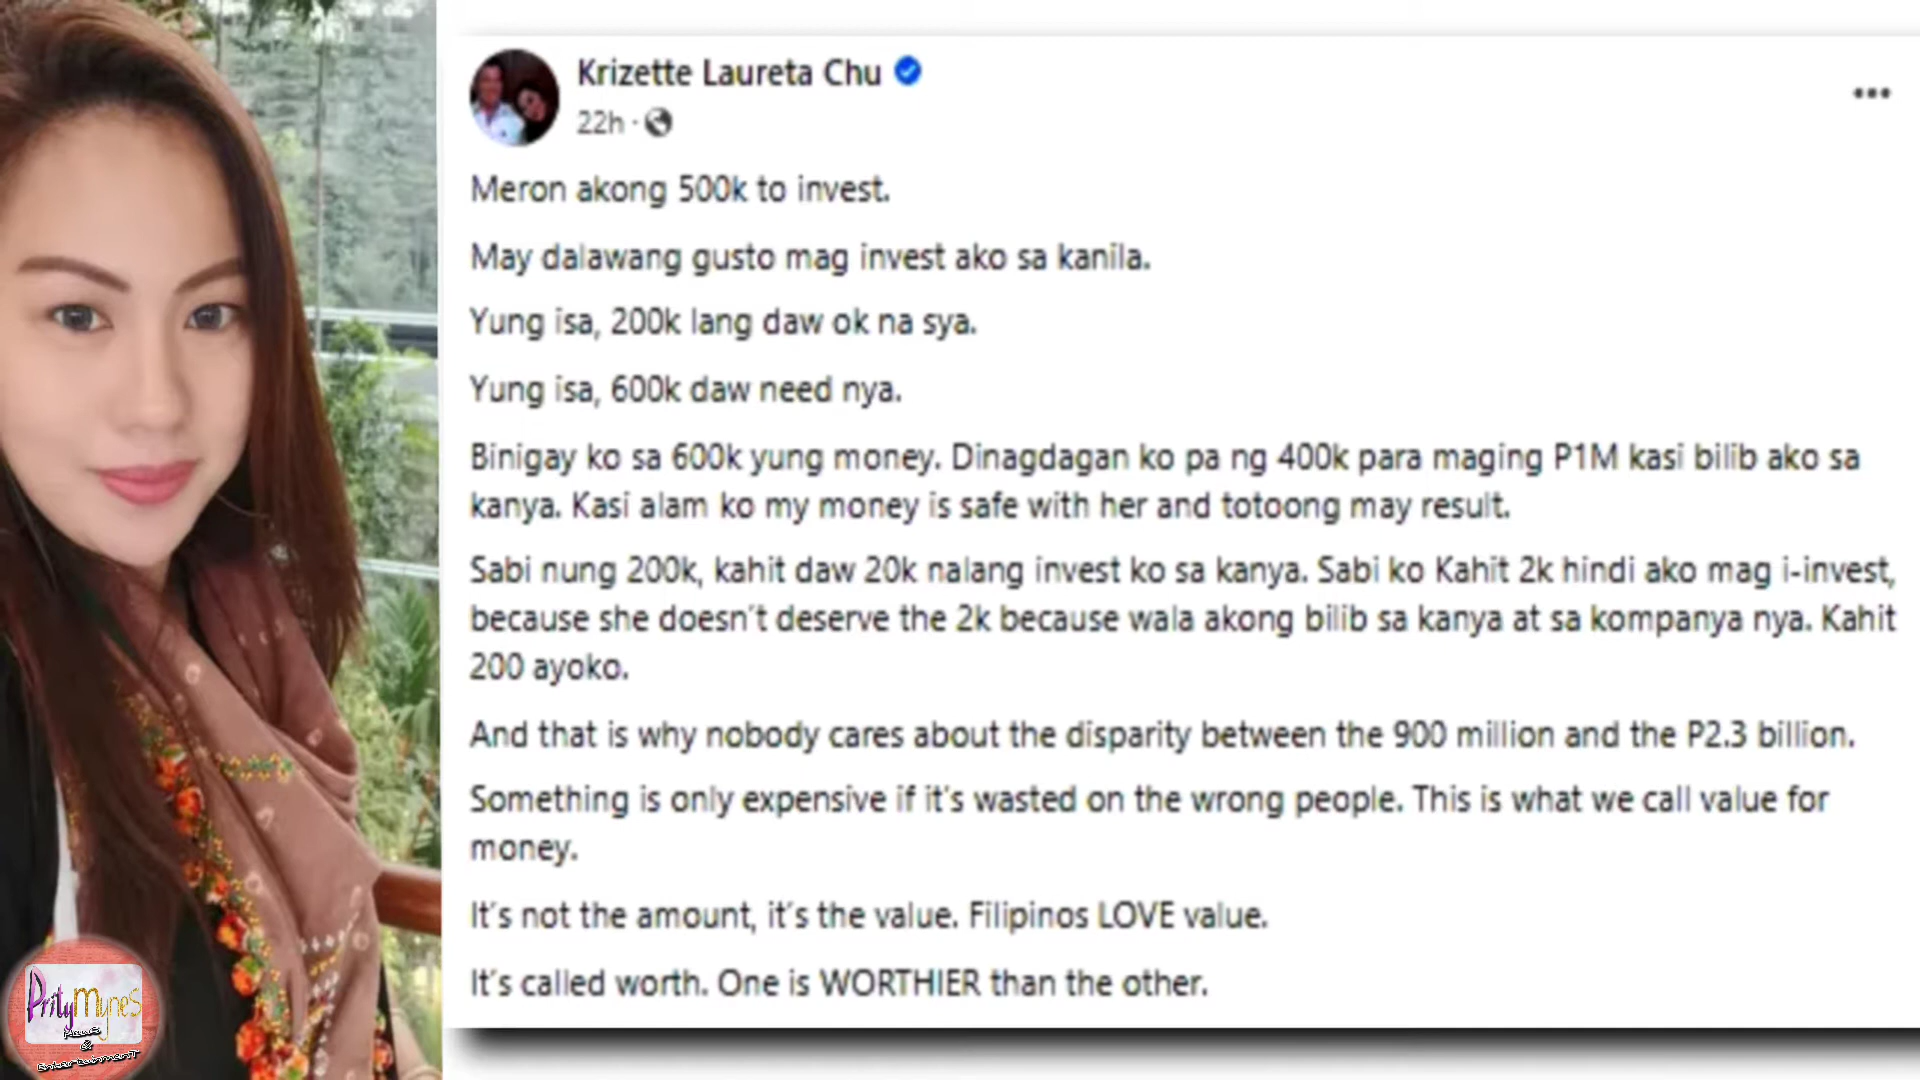 Krizette Laureta Chu
22h ·
Meron akong 500k to invest.
May dalawang gusto mag invest ako sa kanila.
Yung isa, 200k lang daw ok na sya.
Yung isa, 600k daw need nya.
Binigay ko sa 600k yung money. Dinagdagan ko pa ng 400k para maging P1M kasi bilib ako sa
kanya. Kasi alam ko my money is safe with her and totoong may result.
Sabi nung 200k, kahit daw 20k nalang invest ko sa kanya. Sabi ko Kahit 2k hindi ako mag i-invest,
because she doesn't deserve the 2k because wala akong bilib sa kanya at sa kompanya nya. Kahit
200 ayoko.
And that is why nobody cares about the disparity between the 900 million and the P2.3 billion.
Something is only expensive if it's wasted on the wrong people. This is what we call value for
money.
It's not the amount, it's the value. Filipinos LOVE value.
It's called worth. One is WORTHIER than the other.
PrityMynes
&
Entertainment